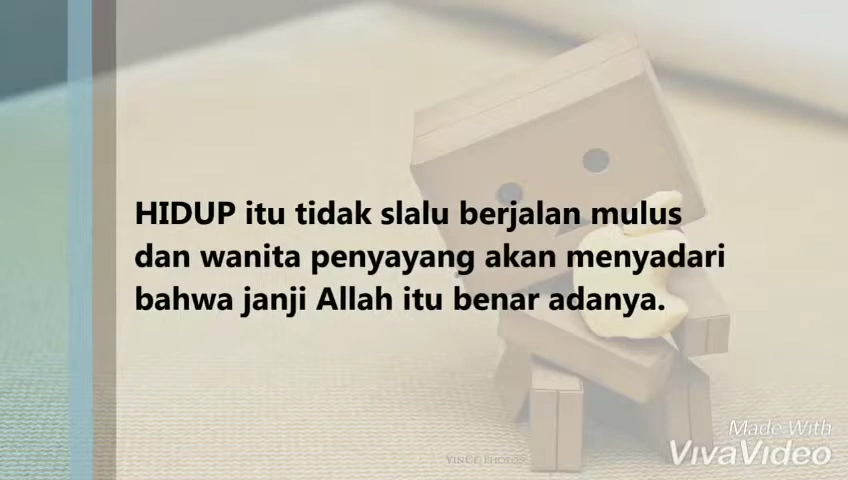 HIDUP itu tidak slalu berjalan mulus
dan wanita penyayang akan menyadari
bahwa janji Allah itu benar adanya.
Made With
VivaVideo